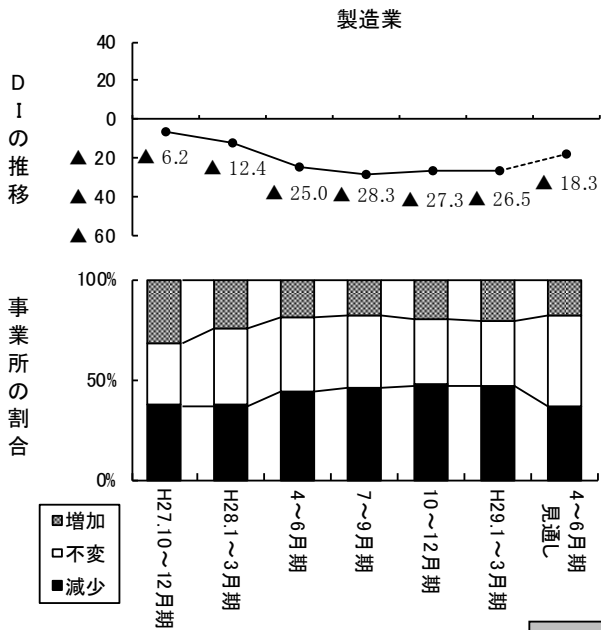 製造業
DIの推移
40
20
0
▲ 20
▲ 40
▲ 60
▲ 6.2
▲ 12.4
▲ 25.0
▲ 28.3
▲ 27.3
▲ 26.5
▲ 18.3
事業所の割合
100%
50%
0%
H27.10～12月期
H28.1～3月期
4～6月期
7～9月期
10～12月期
H29.1～3月期
4～6月期
見通し
増加
不変
減少